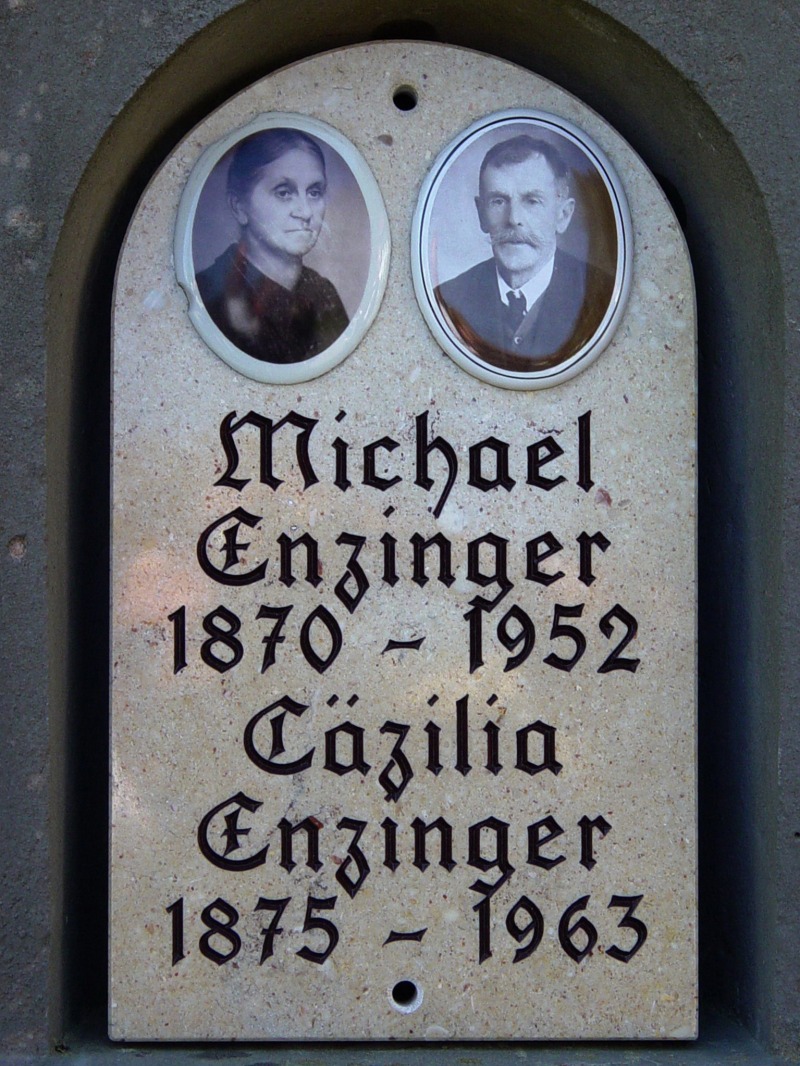 Michael
Enzinger
1870 - 1952
Cäzilia
Enzinger
1875 - 1963